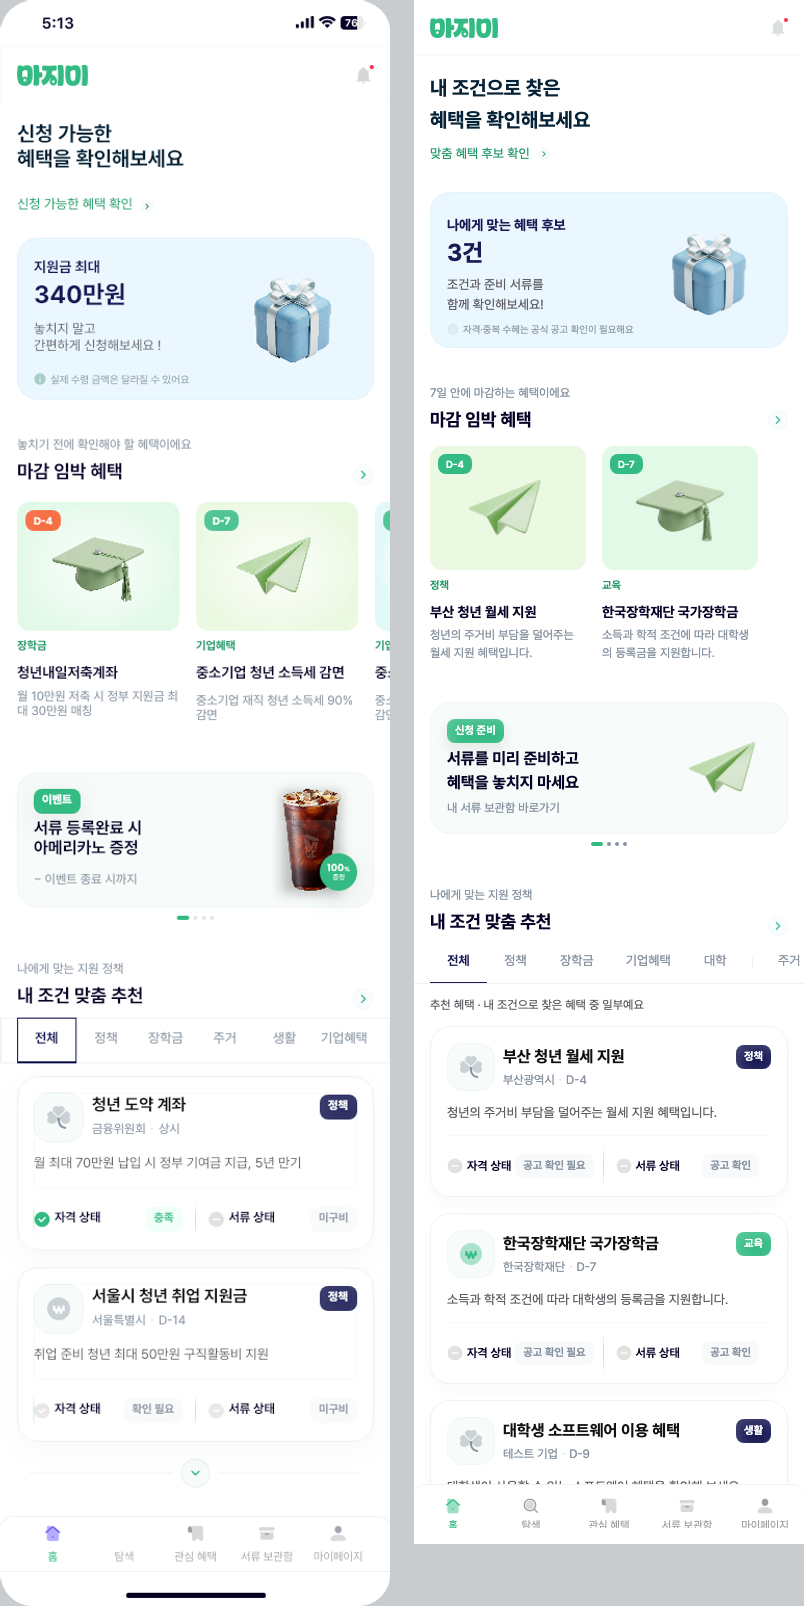 5:13
76
마지미
신청 가능한
혜택을 확인해보세요
신청 가능한 혜택 확인
지원금 최대
340만원
놓치지 말고
간편하게 신청해보세요 !
실제 수령 금액은 달라질 수 있어요
놓치기 전에 확인해야 할 혜택이에요
마감 임박 혜택
D-4
D-7
장학금
기업혜택
기업
청년내일저축계좌
중소기업 청년 소득세 감면
중소
월 10만원 저축 시 정부 지원금 최
대 30만원 매칭
중소기업 재직 청년 소득세 90%
감면
중소
감면
이벤트
서류 등록완료 시
아메리카노 증정
~ 이벤트 종료 시까지
100%
증정
나에게 맞는 지원 정책
내 조건 맞춤 추천
전체
정책
장학금
주거
생활
기업혜택
청년 도약 계좌
정책
금융위원회 · 상시
월 최대 70만원 납입 시 정부 기여금 지급, 5년 만기
자격 상태
충족
서류 상태
미구비
서울시 청년 취업 지원금
정책
서울특별시 · D-14
취업 준비 청년 최대 50만원 구직활동비 지원
자격 상태
확인 필요
서류 상태
미구비
홈
탐색
관심 혜택
서류 보관함
마이페이지
마지미
내 조건으로 찾은
혜택을 확인해보세요
맞춤 혜택 후보 확인
나에게 맞는 혜택 후보
3건
조건과 준비 서류를
함께 확인해보세요!
자격·중복 수혜는 공식 공고 확인이 필요해요
7일 안에 마감하는 혜택이에요
마감 임박 혜택
D-4
D-7
정책
교육
부산 청년 월세 지원
한국장학재단 국가장학금
청년의 주거비 부담을 덜어주는
월세 지원 혜택입니다.
소득과 학적 조건에 따라 대학생
의 등록금을 지원합니다.
신청 준비
서류를 미리 준비하고
혜택을 놓치지 마세요
내 서류 보관함 바로가기
나에게 맞는 지원 정책
내 조건 맞춤 추천
전체
정책
장학금
기업혜택
대학
주거
추천 혜택 · 내 조건으로 찾은 혜택 중 일부예요
부산 청년 월세 지원
정책
부산광역시 · D-4
청년의 주거비 부담을 덜어주는 월세 지원 혜택입니다.
자격 상태
공고 확인 필요
서류 상태
공고 확인
한국장학재단 국가장학금
교육
한국장학재단 · D-7
소득과 학적 조건에 따라 대학생의 등록금을 지원합니다.
자격 상태
공고 확인 필요
서류 상태
공고 확인
대학생 소프트웨어 이용 혜택
생활
테스트 기업 · D-9
홈
탐색
관심 혜택
서류 보관함
마이페이지